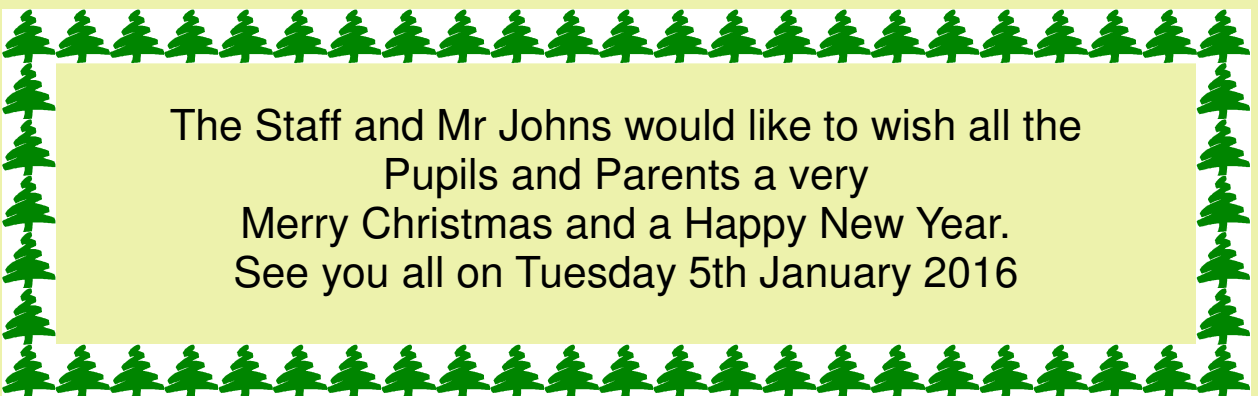 The Staff and Mr Johns would like to wish all the
Pupils and Parents a very
Merry Christmas and a Happy New Year.
See you all on Tuesday 5th January 2016